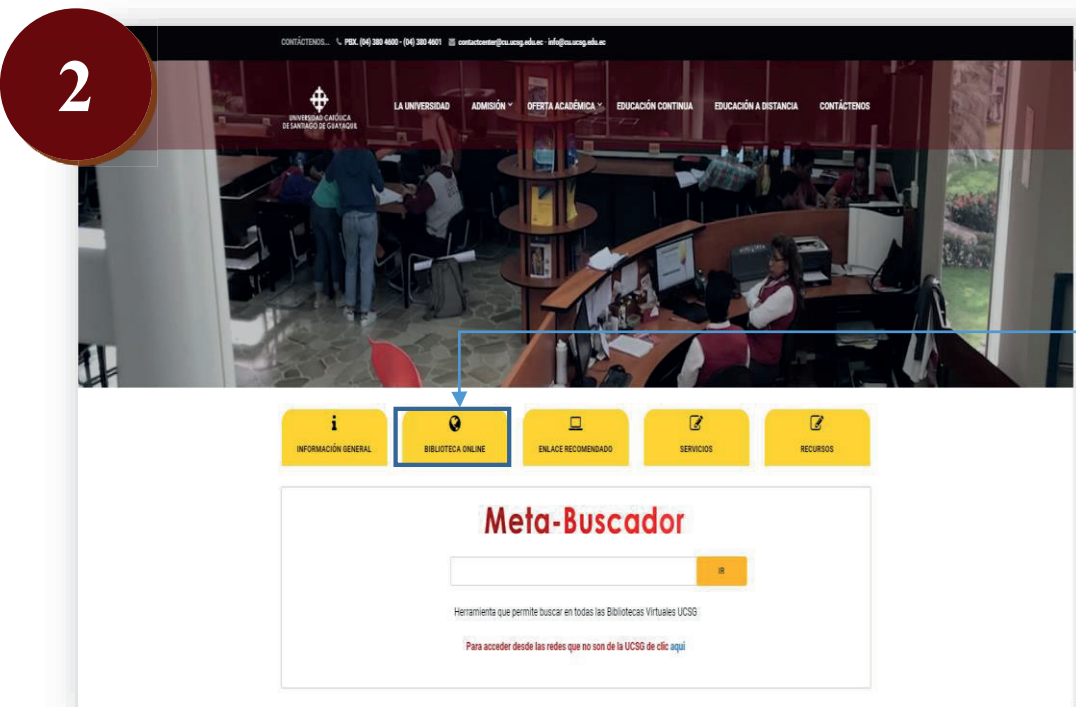 2
CONTÁCTENOS... PBX. (04) 380 4600 - (04) 380 4601 contactcenter@cu.ucsg.edu.ec - info@cu.ucsg.edu.ec
UNIVERSIDAD CATÓLICA
DE SANTIAGO DE GUAYAQUIL
LA UNIVERSIDAD ADMISIÓN OFERTA ACADÉMICA EDUCACIÓN CONTINUA EDUCACIÓN A DISTANCIA CONTÁCTENOS
INFORMACIÓN GENERAL BIBLIOTECA ONLINE ENLACE RECOMENDADO SERVICIOS RECURSOS
Meta-Buscador
IR
Herramienta que permite buscar en todas las Bibliotecas Virtuales UCSG
Para acceder desde las redes que no son de la UCSG de clic aquí